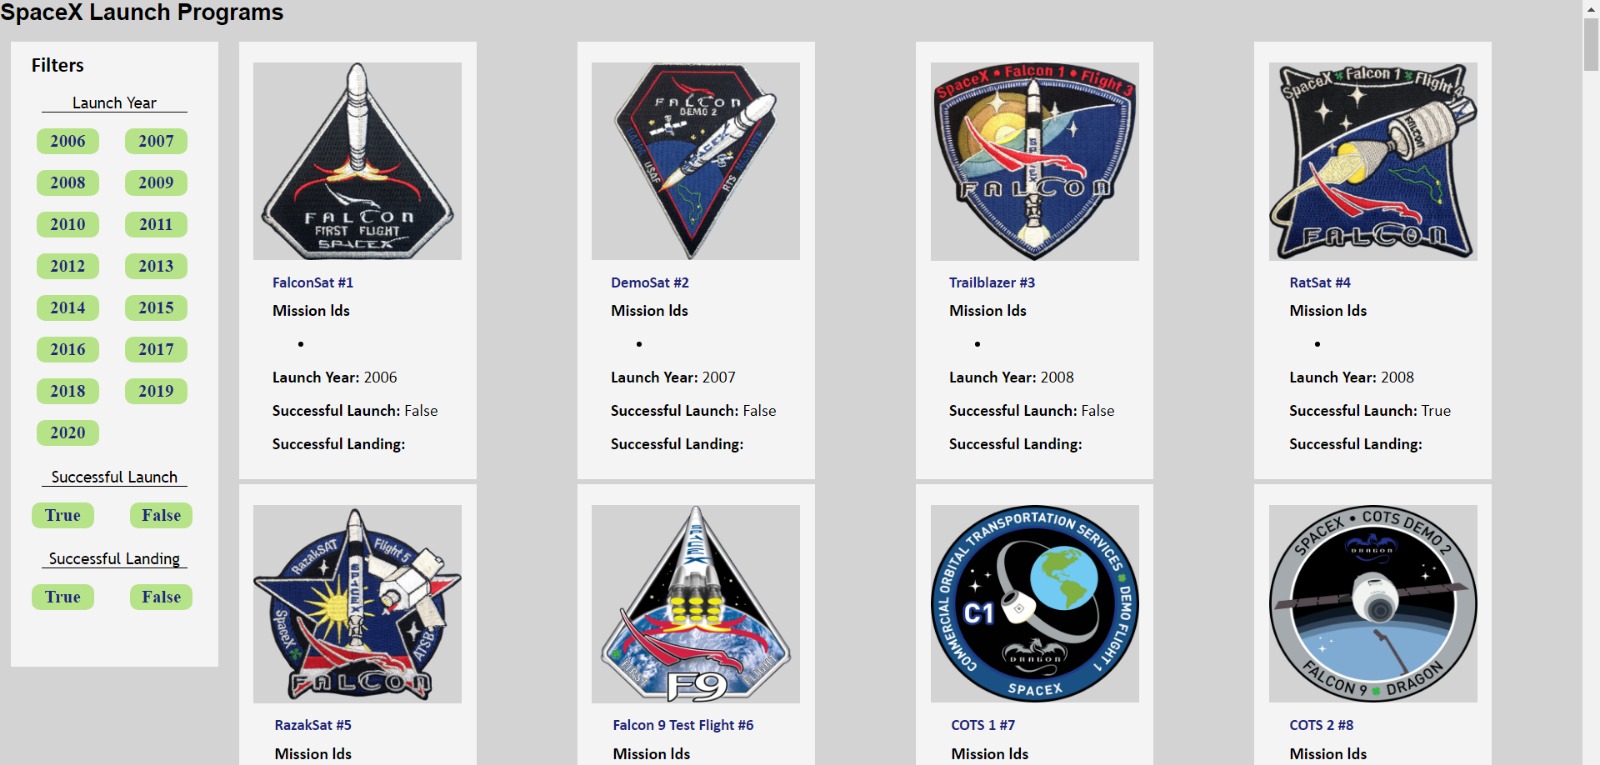 SpaceX Launch Programs
Filters
Launch Year
2006 2007
2008 2009
2010 2011
2012 2013
2014 2015
2016 2017
2018 2019
2020
Successful Launch
True False
Successful Landing
True False
FALCON
FIRST FLIGHT
SPACEX
FalconSat #1
Mission Ids
Launch Year: 2006
Successful Launch: False
Successful Landing:
FALCON
DEMO 2
SPACEX
USAF
DemoSat #2
Mission Ids
Launch Year: 2007
Successful Launch: False
Successful Landing:
SpaceX • Falcon 1 • Flight 3
SPACEX
FALCON
Trailblazer #3
Mission Ids
Launch Year: 2008
Successful Launch: False
Successful Landing:
SpaceX Falcon 1 Flight 4
FALCON
FALCON
RatSat #4
Mission Ids
Launch Year: 2008
Successful Launch: True
Successful Landing:
RazakSAT Flight 5
SPACEX
SpaceX
ATSB
FALCON
RazakSat #5
Mission Ids
SPACEX
FIRST FLIGHT
F9
Falcon 9 Test Flight #6
Mission Ids
COMMERCIAL ORBITAL TRANSPORTATION SERVICES DEMO FLIGHT 1
C1
DRAGON
SPACEX
COTS 1 #7
Mission Ids
SPACEX • COTS DEMO 2
DRAGON
FALCON 9 DRAGON
COTS 2 #8
Mission Ids